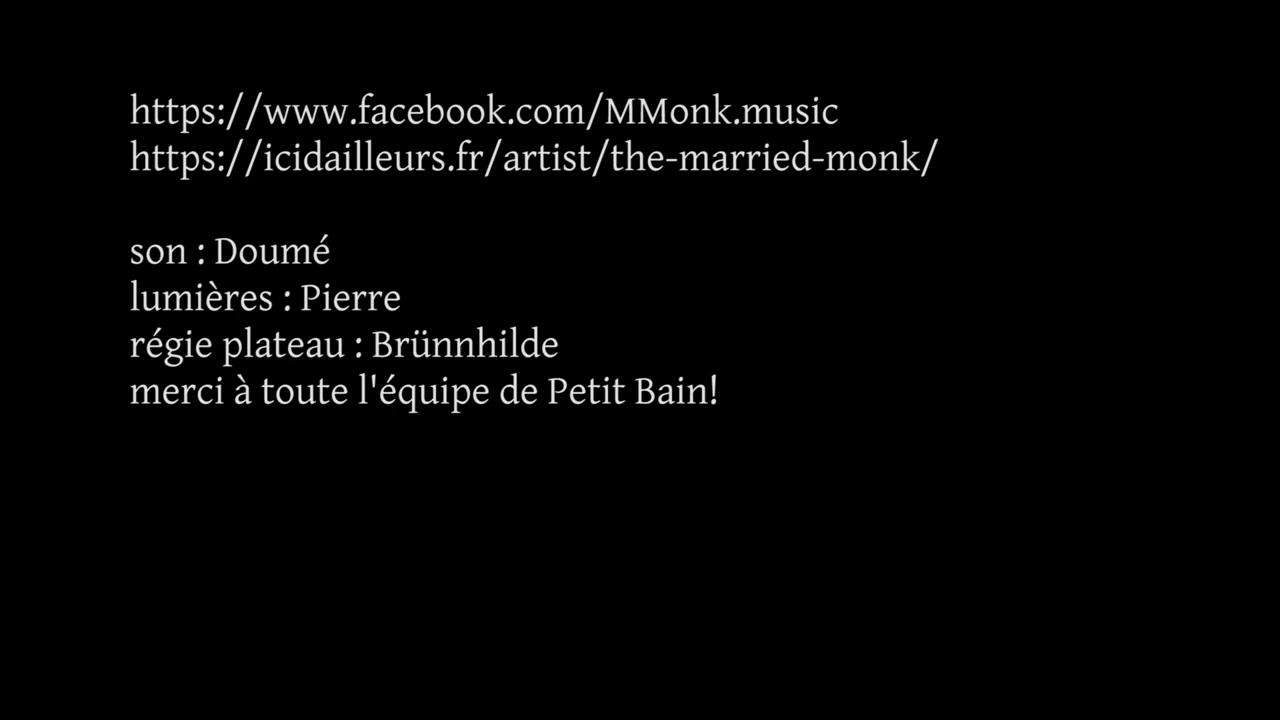 https://www.facebook.com/MMonk.music
https://icidailleurs.fr/artist/the-married-monk/
son : Doumé
lumières : Pierre
régie plateau : Brünnhilde
merci à toute l'équipe de Petit Bain!